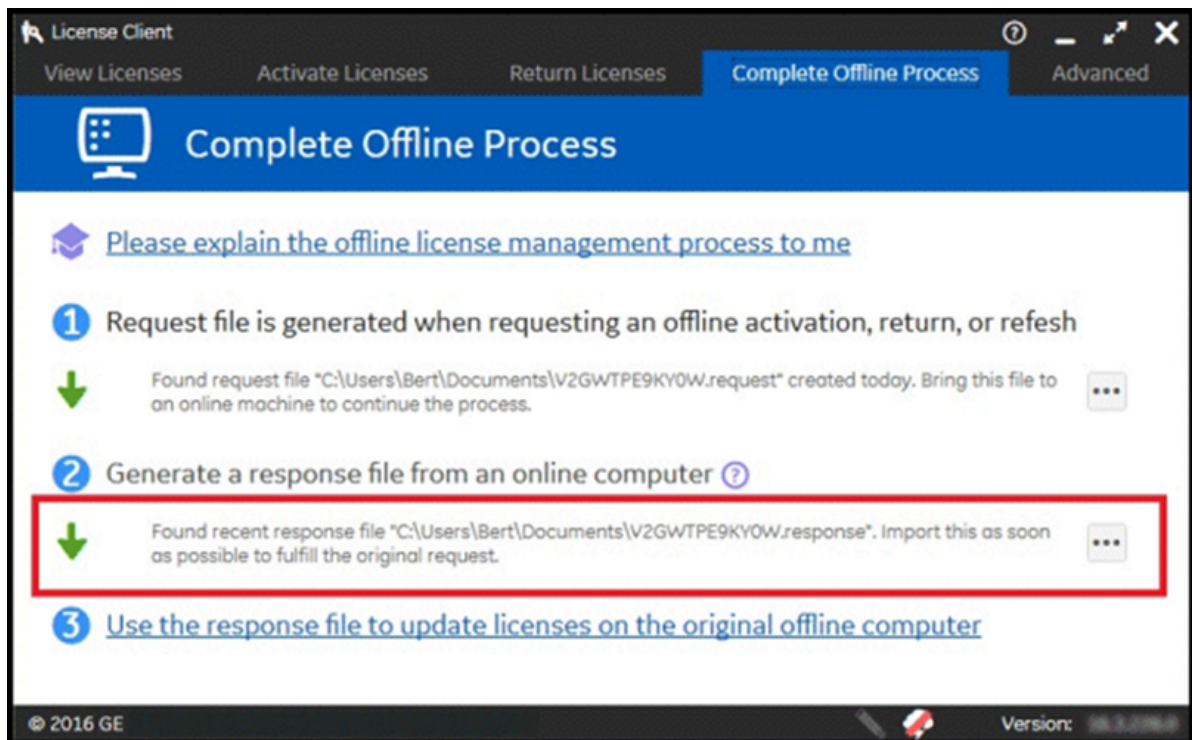 License Client
View Licenses Activate Licenses Return Licenses Complete Offline Process Advanced
Complete Offline Process
Please explain the offline license management process to me
1 Request file is generated when requesting an offline activation, return, or refesh
Found request file "C:\Users\Bert\Documents\V2GWTPE9KY0W.request" created today. Bring this file to
an online machine to continue the process.
2 Generate a response file from an online computer ?
Found recent response file "C:\Users\Bert\Documents\V2GWTPE9KY0W.response". Import this as soon
as possible to fulfill the original request.
3 Use the response file to update licenses on the original offline computer
© 2016 GE Version: